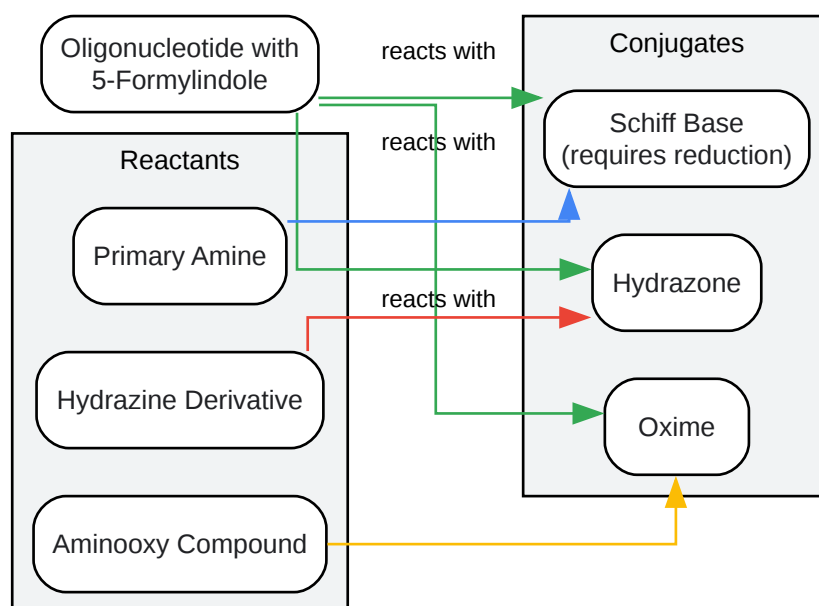 Oligonucleotide with
5-Formylindole
reacts with
Conjugates
Schiff Base
(requires reduction)
reacts with
Reactants
Primary Amine
Hydrazone
reacts with
Hydrazine Derivative
Oxime
Aminooxy Compound